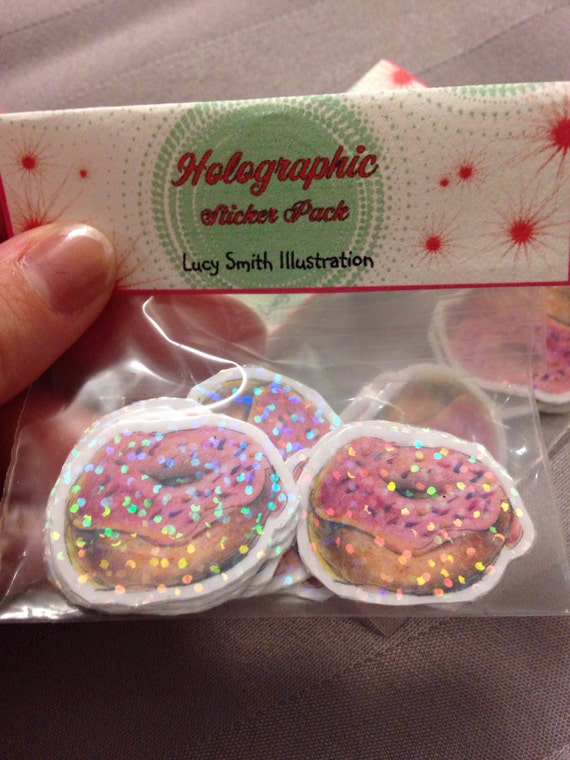 Holographic
Sticker Pack
Lucy Smith Illustration